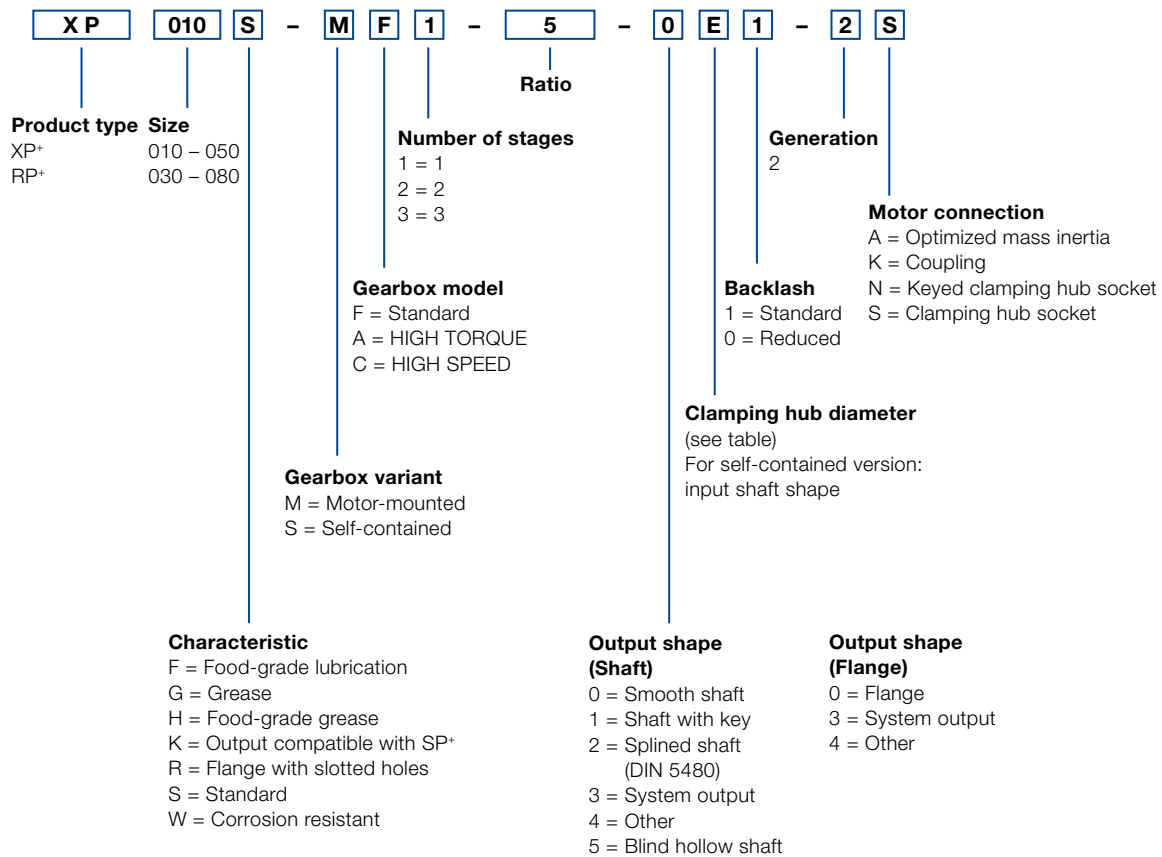 X P 010 S – M F 1 – 5 – 0 E 1 – 2 S
Ratio
Product type
XP+
RP+
Size
010 – 050
030 – 080
Number of stages
1 = 1
2 = 2
3 = 3
Generation
2
Motor connection
A = Optimized mass inertia
K = Coupling
N = Keyed clamping hub socket
S = Clamping hub socket
Gearbox model
F = Standard
A = HIGH TORQUE
C = HIGH SPEED
Backlash
1 = Standard
0 = Reduced
Clamping hub diameter
(see table)
For self-contained version:
input shaft shape
Gearbox variant
M = Motor-mounted
S = Self-contained
Characteristic
F = Food-grade lubrication
G = Grease
H = Food-grade grease
K = Output compatible with SP+
R = Flange with slotted holes
S = Standard
W = Corrosion resistant
Output shape
(Shaft)
0 = Smooth shaft
1 = Shaft with key
2 = Splined shaft
(DIN 5480)
3 = System output
4 = Other
5 = Blind hollow shaft
Output shape
(Flange)
0 = Flange
3 = System output
4 = Other